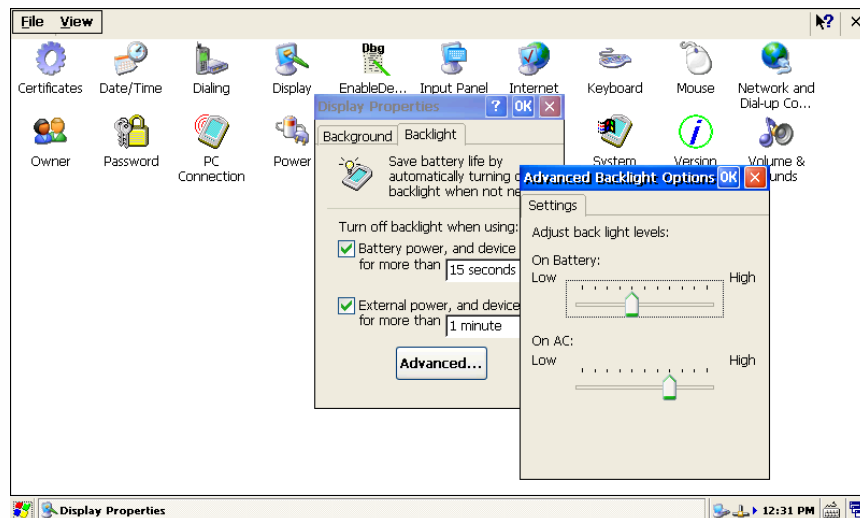 File View
?
Certificates Date/Time Dialing Display EnableDe... Input Panel Internet Keyboard Mouse Network and
Dial-up Co...
Dbg
Owner Password PC
Connection
Power System Version Volume &
unds
Display Properties ? OK
Background Backlight
Save battery life by
automatically turning
backlight when not ne
Turn off backlight when using:
Battery power, and device
for more than 15 seconds
External power, and device
for more than 1 minute
Advanced...
Advanced Backlight Options OK
Settings
Adjust back light levels:
On Battery:
Low High
On AC:
Low High
Display Properties 12:31 PM